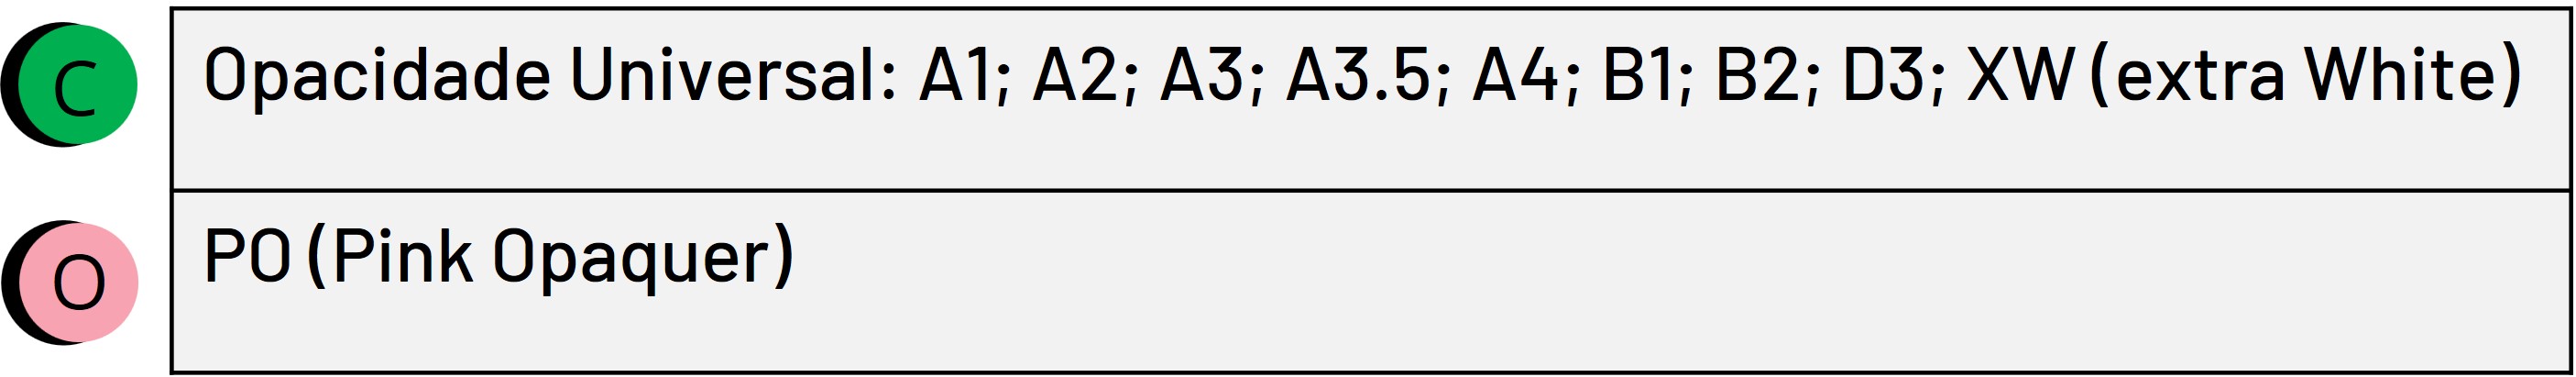 C
Opacidade Universal: A1; A2; A3; A3.5; A4; B1; B2; D3; XW (extra White)
O
PO (Pink Opaquer)